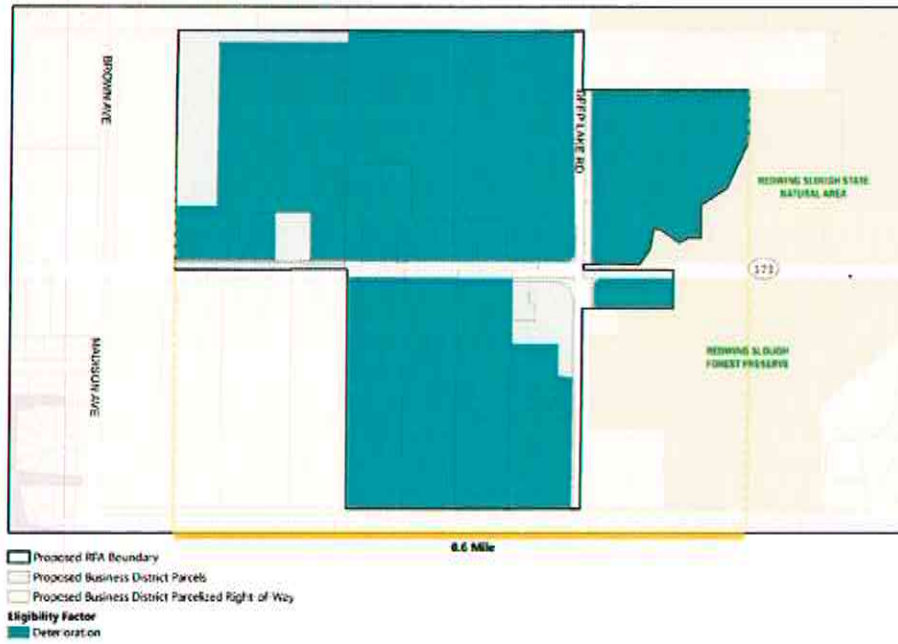 BROWN AVE
DEEP LAKE RD
REDWING SLOUGH STATE
NATURAL AREA
173
MADISON AVE
REDWING SLOUGH
FOREST PRESERVE
0.6 Mile
Proposed RPA Boundary
Proposed Business District Parcels
Proposed Business District Parcelized Right-of-Way
Eligibility Factor
Deterioration